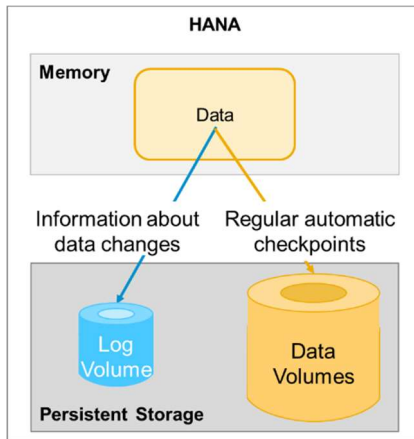 HANA
Memory
Data
Information about
data changes
Regular automatic
checkpoints
Log
Volume
Data
Volumes
Persistent Storage